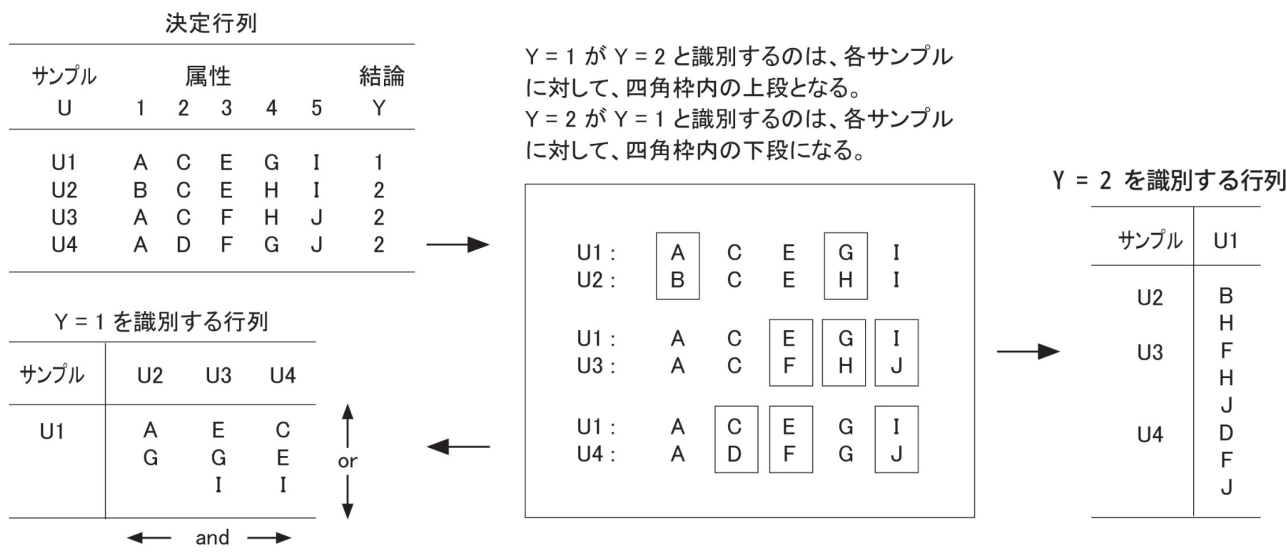 決定行列
サンプル 属性 結論
U 1 2 3 4 5 Y
U1 A C E G I 1
U2 B C E H I 2
U3 A C F H J 2
U4 A D F G J 2
Y = 1 を識別する行列
サンプル U2 U3 U4
U1 A E C
G G E
I I
or
and
Y = 1 が Y = 2 と識別するのは、各サンプル
に対して、四角枠内の上段となる。
Y = 2 が Y = 1 と識別するのは、各サンプル
に対して、四角枠内の下段になる。
U1 : A C E G I
U2 : B C E H I
U1 : A C E G I
U3 : A C F H J
U1 : A C E G I
U4 : A D F G J
Y = 2 を識別する行列
サンプル U1
U2 B
H
U3 F
H
J
U4 D
F
J